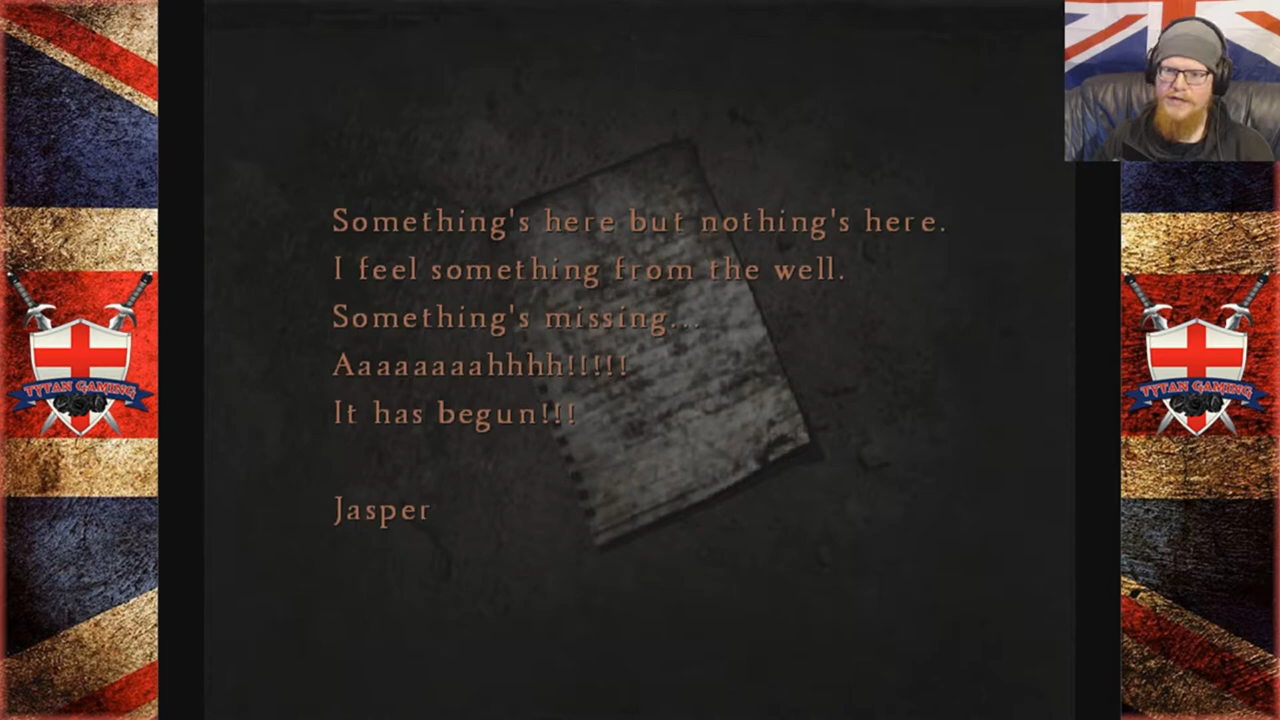 Something's here but nothing's here.
I feel something from the well.
Something's missing...
Aaaaaaaahhhh!!!!!
It has begun!!!
Jasper
TYTAN GAMING
TYTAN GAMING